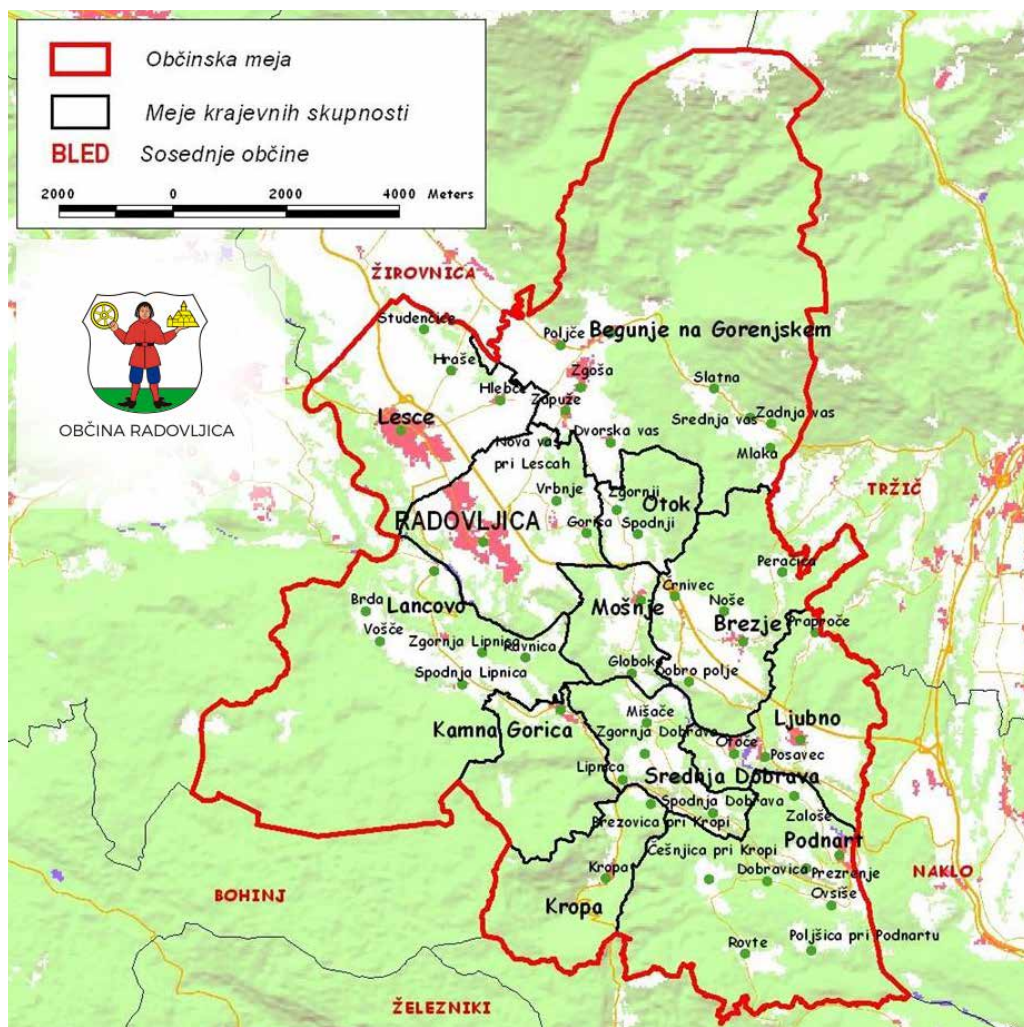 Občinska meja
Meje krajevnih skupnosti
BLED Sosednje občine
2000 0 2000 4000 Meters
ŽIROVNICA
OBČINA RADOVLJICA
Studenčice
Poljče
Begunje na Gorenjskem
Hraše
Zgoša
Hlebče
Slatna
Zapuže
Lesce
Srednja vas
Zadnja vas
Nova vas
Dvorska vas
pri Lescah
Mlaka
TRŽIČ
Vrbnje
Zgornji
Otok
RADOVLJICA
Gorica
Spodnji
Peračica
Brda
Lancovo
Mošnje
Črnivec
Noše
Brezje
Praproče
Vošče
Zgornja Lipnica
Ravnica
Spodnja Lipnica
Globoko
Dobro polje
Kamna Gorica
Mišače
Zgornja Dobrava
Ljubno
Otoče
Posavec
Lipnica
Srednja Dobrava
Spodnja Dobrava
Brezovica pri Kropi
Zaloše
Češnjica pri Kropi
Podnart
Kropa
Dobravica
Prezrenje
NAKLO
Ovsiše
BOHINJ
Kropa
Rovte
Poljšica pri Podnartu
ŽELEZNIKI